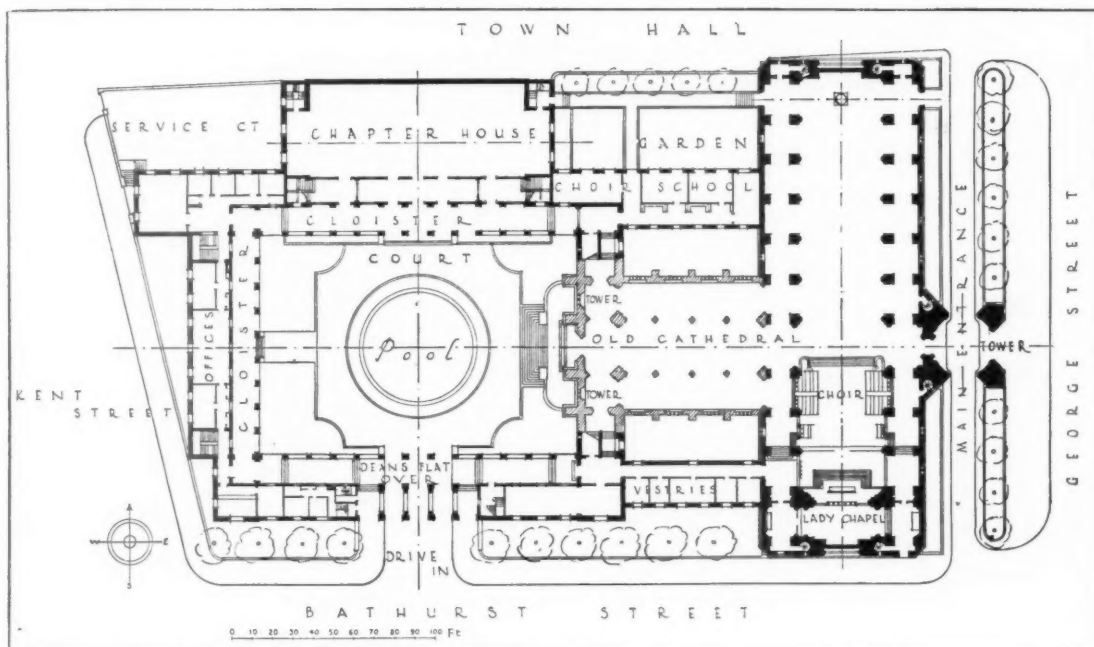 TOWN HALL
SERVICE CT
CHAPTER HOUSE
GARDEN
CHOIR SCHOOL
CLOISTER
COURT
CLOISTER
OFFICES
Pool
TOWER
OLD CATHEDRAL
TOWER
CHOIR
MAIN ENTRANCE
TOWER
GEORGE STREET
KENT
STREET
DEANS FLAT
OVER
VESTRIES
LADY CHAPEL
DRIVE
IN
W E
S
BATHURST STREET
0 10 20 30 40 50 60 70 80 90 100 Ft